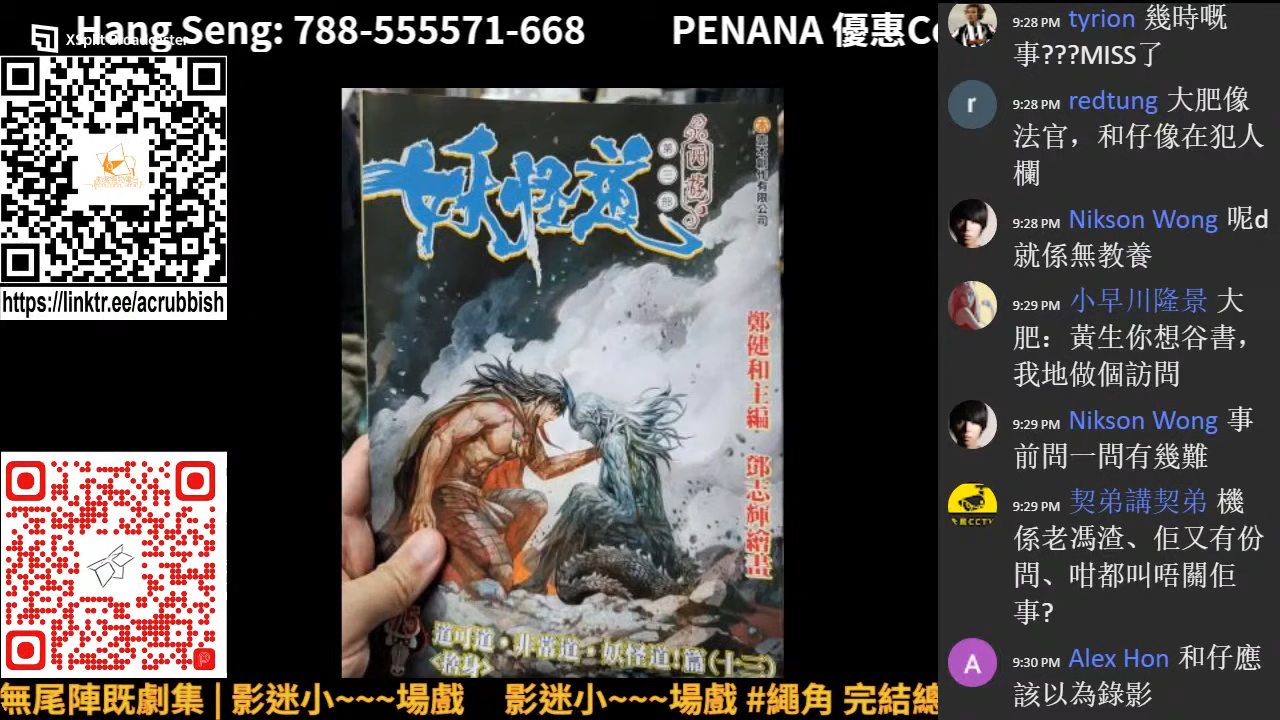 Hang Seng: 788-555571-668
PENANA 優惠Co
XSplit Broadcaster
https://linktr.ee/acrubbish
妖怪道
第三部
西遊
鄭健和主編
鄧志輝繪畫
道可道·非常道·妖怪道!篇(十三)
<捨身>
無尾陣既劇集 | 影迷小~~~場戲
影迷小~~~場戲 #繩角 完結總
9:28 PM tyrion 幾時嘅
事???MISS了
9:28 PM redtung 大肥像
法官，和仔像在犯人
欄
9:28 PM Nikson Wong 呢d
就係無教養
9:29 PM 小早川隆景 大
肥：黃生你想谷書，
我地做個訪問
9:29 PM Nikson Wong 事
前問一問有幾難
9:29 PM 契弟講契弟 機
係老馮渣、佢又有份
問、咁都叫唔關佢
事?
9:30 PM Alex Hon 和仔應
該以為錄影